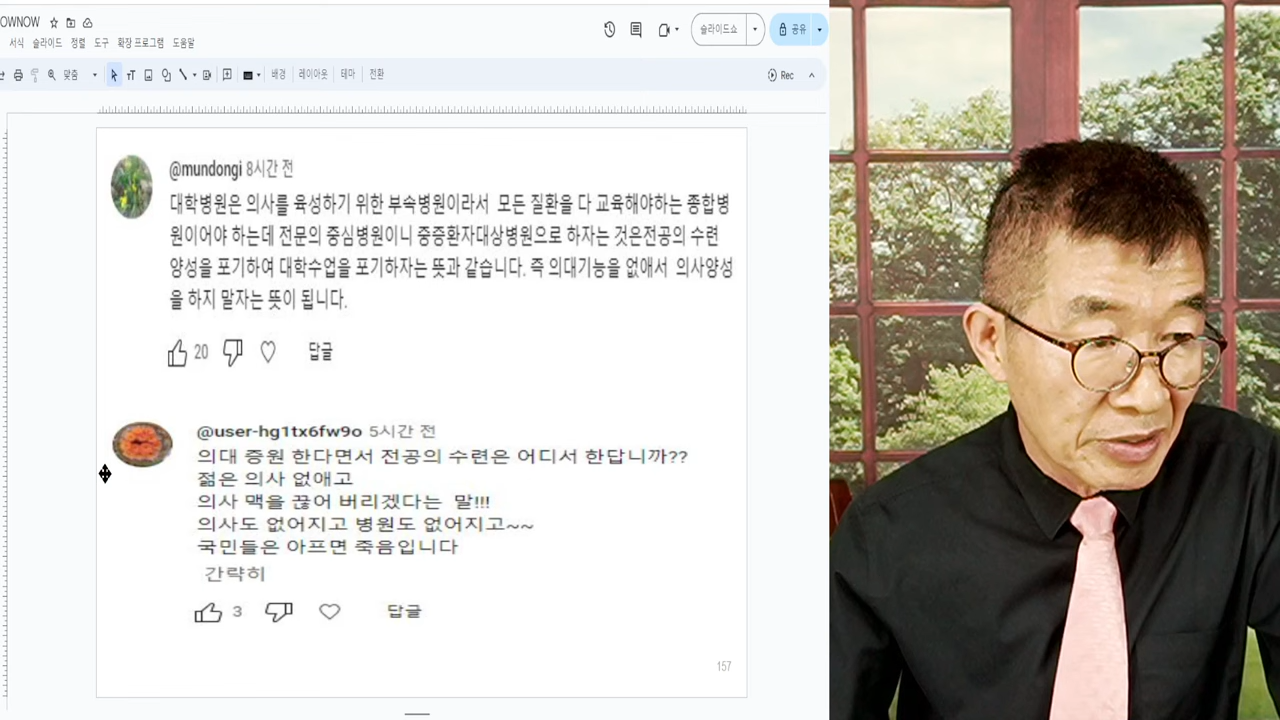 OWNOW
서식 슬라이드 정렬 도구 확장 프로그램 도움말
슬라이드쇼
공유
맞춤
배경 레이아웃 테마 전환
Rec
@mundongi 8시간 전
대학병원은 의사를 육성하기 위한 부속병원이라서 모든 질환을 다 교육해야하는 종합병
원이어야 하는데 전문의 중심병원이니 중증환자대상병원으로 하자는 것은전공의 수련
양성을 포기하여 대학수업을 포기하자는 뜻과 같습니다. 즉 의대기능을 없애서 의사양성
을 하지 말자는 뜻이 됩니다.
20 답글
@user-hg1tx6fw9o 5시간 전
의대 증원 한다면서 전공의 수련은 어디서 한답니까??
젊은 의사 없애고
의사 맥을 끊어 버리겠다는 말!!!
의사도 없어지고 병원도 없어지고~~
국민들은 아프면 죽음입니다
간략히
3 답글
157